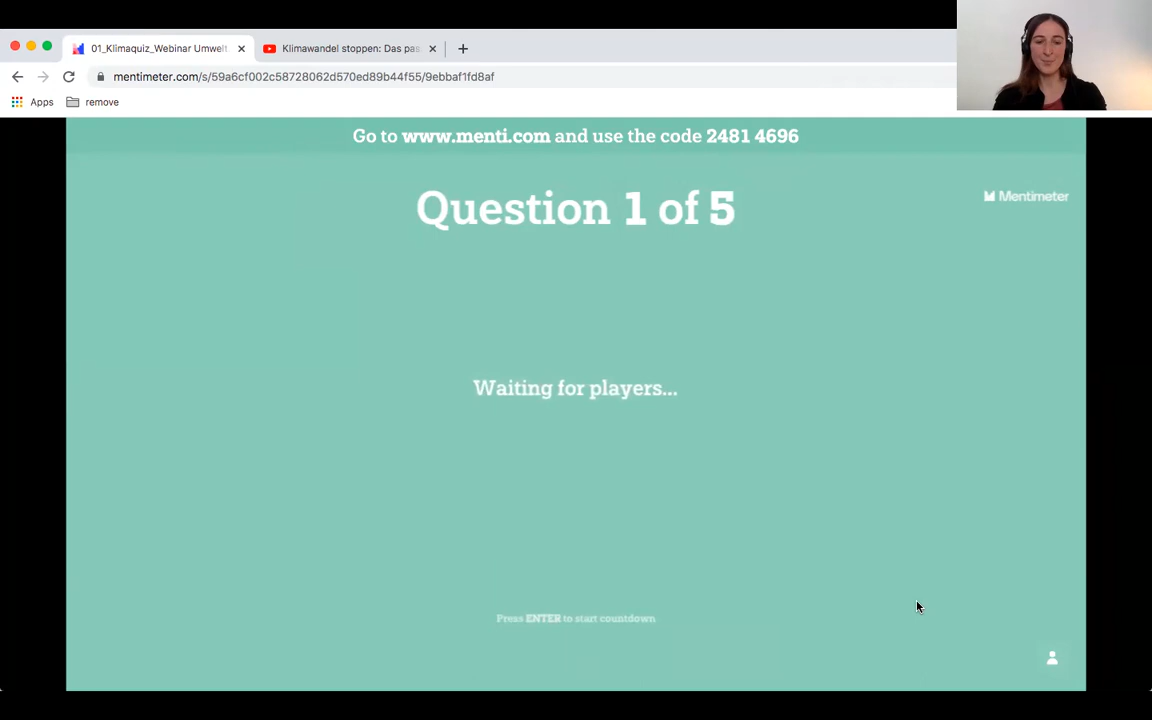 01_Klimaquiz_Webinar Umwelt
Klimawandel stoppen: Das pas
mentimeter.com/s/59a6cf002c58728062d570ed89b44f55/9ebbaf1fd8af
Apps
remove
Go to www.menti.com and use the code 2481 4696
Question 1 of 5
Mentimeter
Waiting for players...
Press ENTER to start countdown